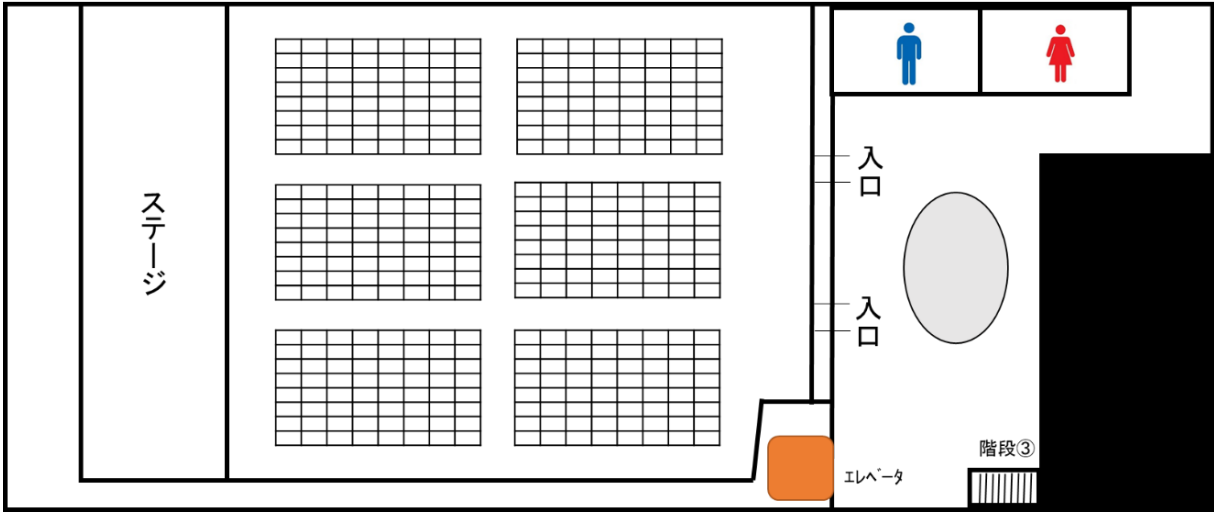 ステージ
入口
入口
階段③
エレベータ